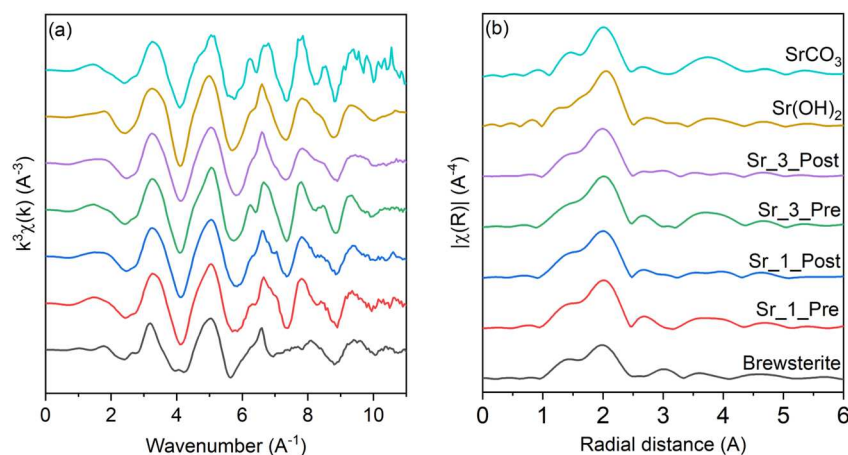 (a)
k³χ(k) (A⁻³)
0 2 4 6 8 10
Wavenumber (A⁻¹)
(b)
|χ(R)| (A⁻⁴)
SrCO₃
Sr(OH)₂
Sr_3_Post
Sr_3_Pre
Sr_1_Post
Sr_1_Pre
Brewsterite
0 1 2 3 4 5 6
Radial distance (A)